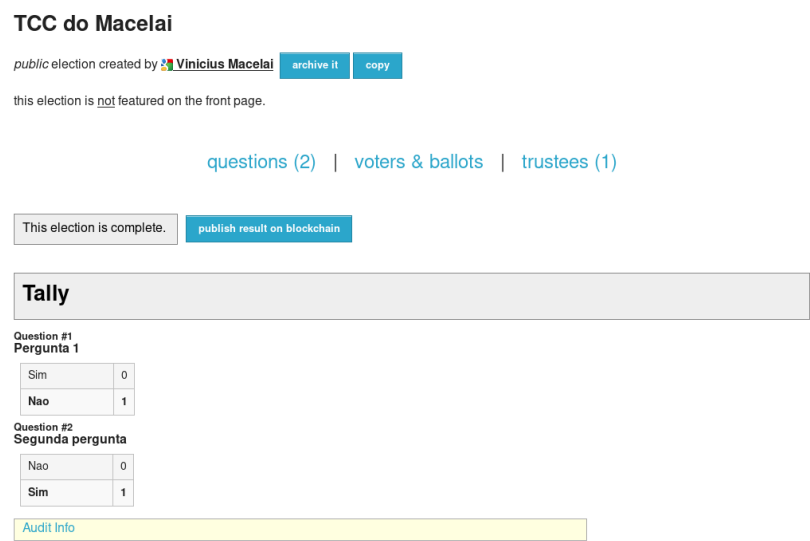 TCC do Macelai
public election created by Vinicius Macelai archive it copy
this election is not featured on the front page.
questions (2) | voters & ballots | trustees (1)
This election is complete. publish result on blockchain
Tally
Question #1
Pergunta 1
Sim 0
Nao 1
Question #2
Segunda pergunta
Nao 0
Sim 1
Audit Info